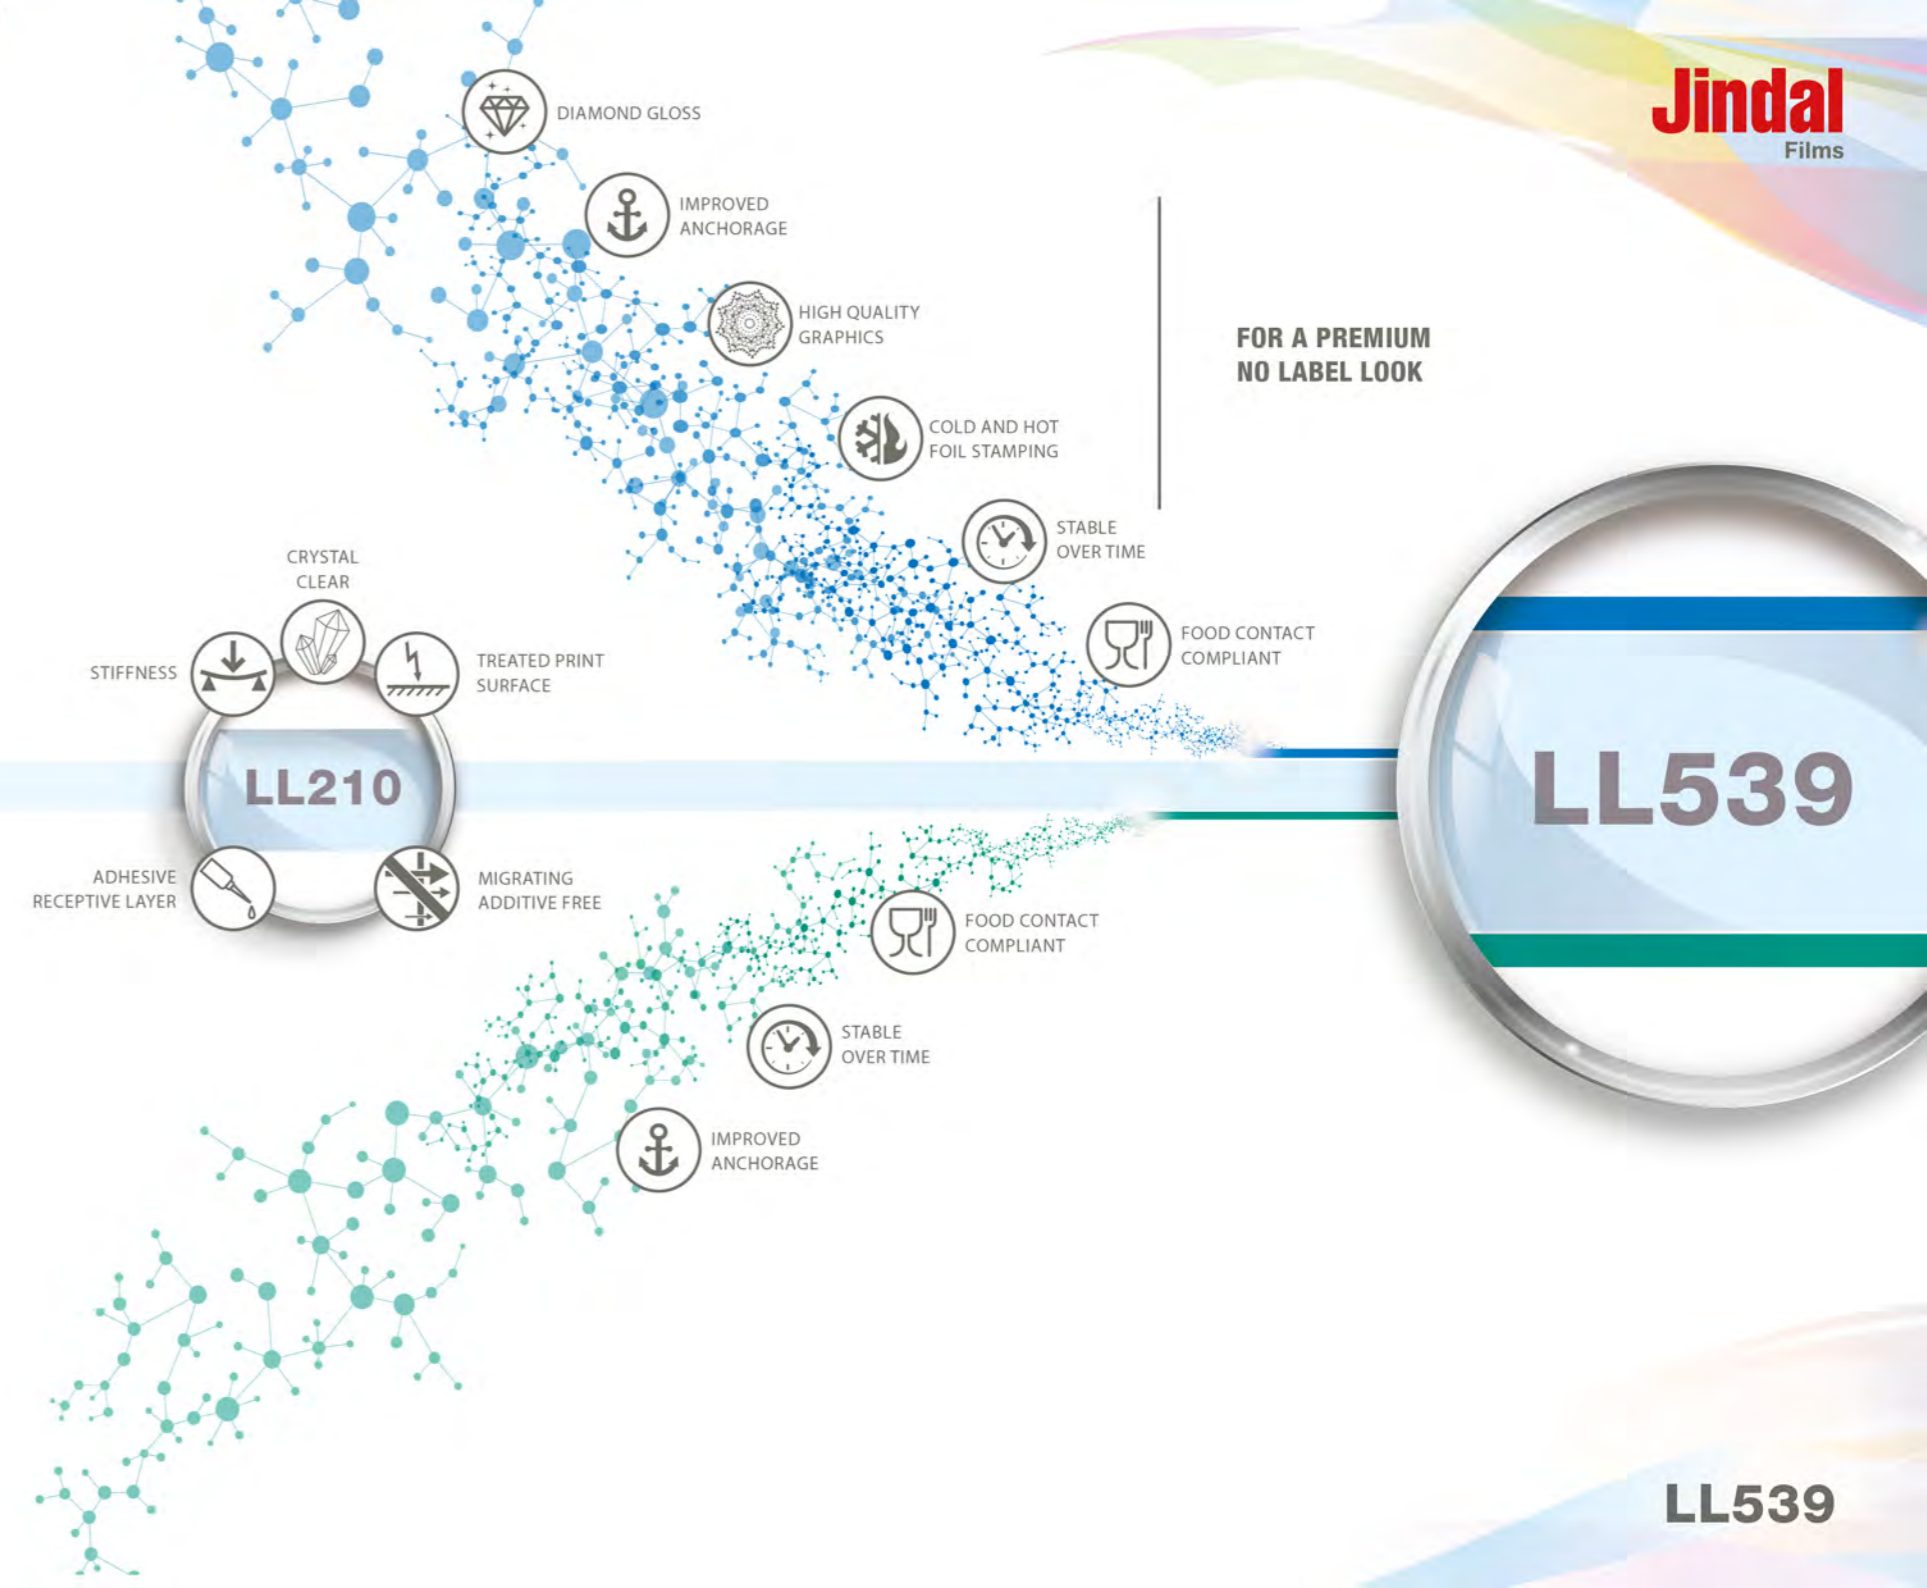 Jindal
Films
DIAMOND GLOSS
IMPROVED
ANCHORAGE
HIGH QUALITY
GRAPHICS
FOR A PREMIUM
NO LABEL LOOK
COLD AND HOT
FOIL STAMPING
STABLE
OVER TIME
FOOD CONTACT
COMPLIANT
CRYSTAL
CLEAR
STIFFNESS
TREATED PRINT
SURFACE
LL210
LL539
ADHESIVE
RECEPTIVE LAYER
MIGRATING
ADDITIVE FREE
FOOD CONTACT
COMPLIANT
STABLE
OVER TIME
IMPROVED
ANCHORAGE
LL539